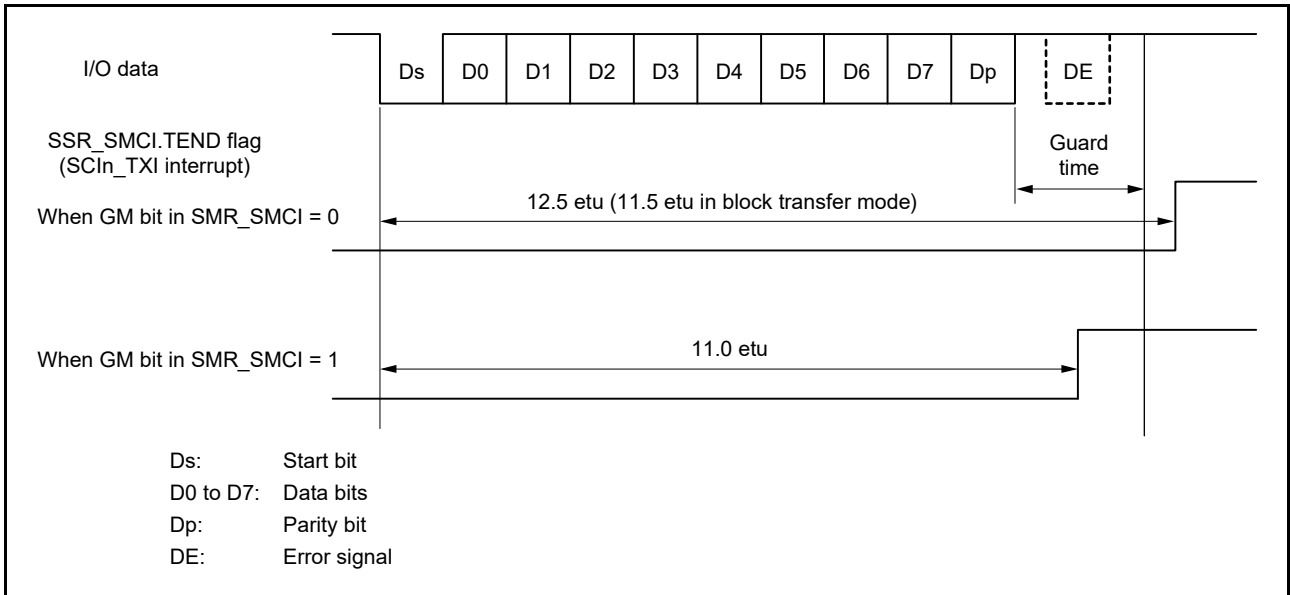 I/O data
Ds D0 D1 D2 D3 D4 D5 D6 D7 Dp DE
SSR_SMCI.TEND flag
(SCIn_TXI interrupt)
Guard
time
When GM bit in SMR_SMCI = 0
12.5 etu (11.5 etu in block transfer mode)
When GM bit in SMR_SMCI = 1
11.0 etu
Ds: Start bit
D0 to D7: Data bits
Dp: Parity bit
DE: Error signal